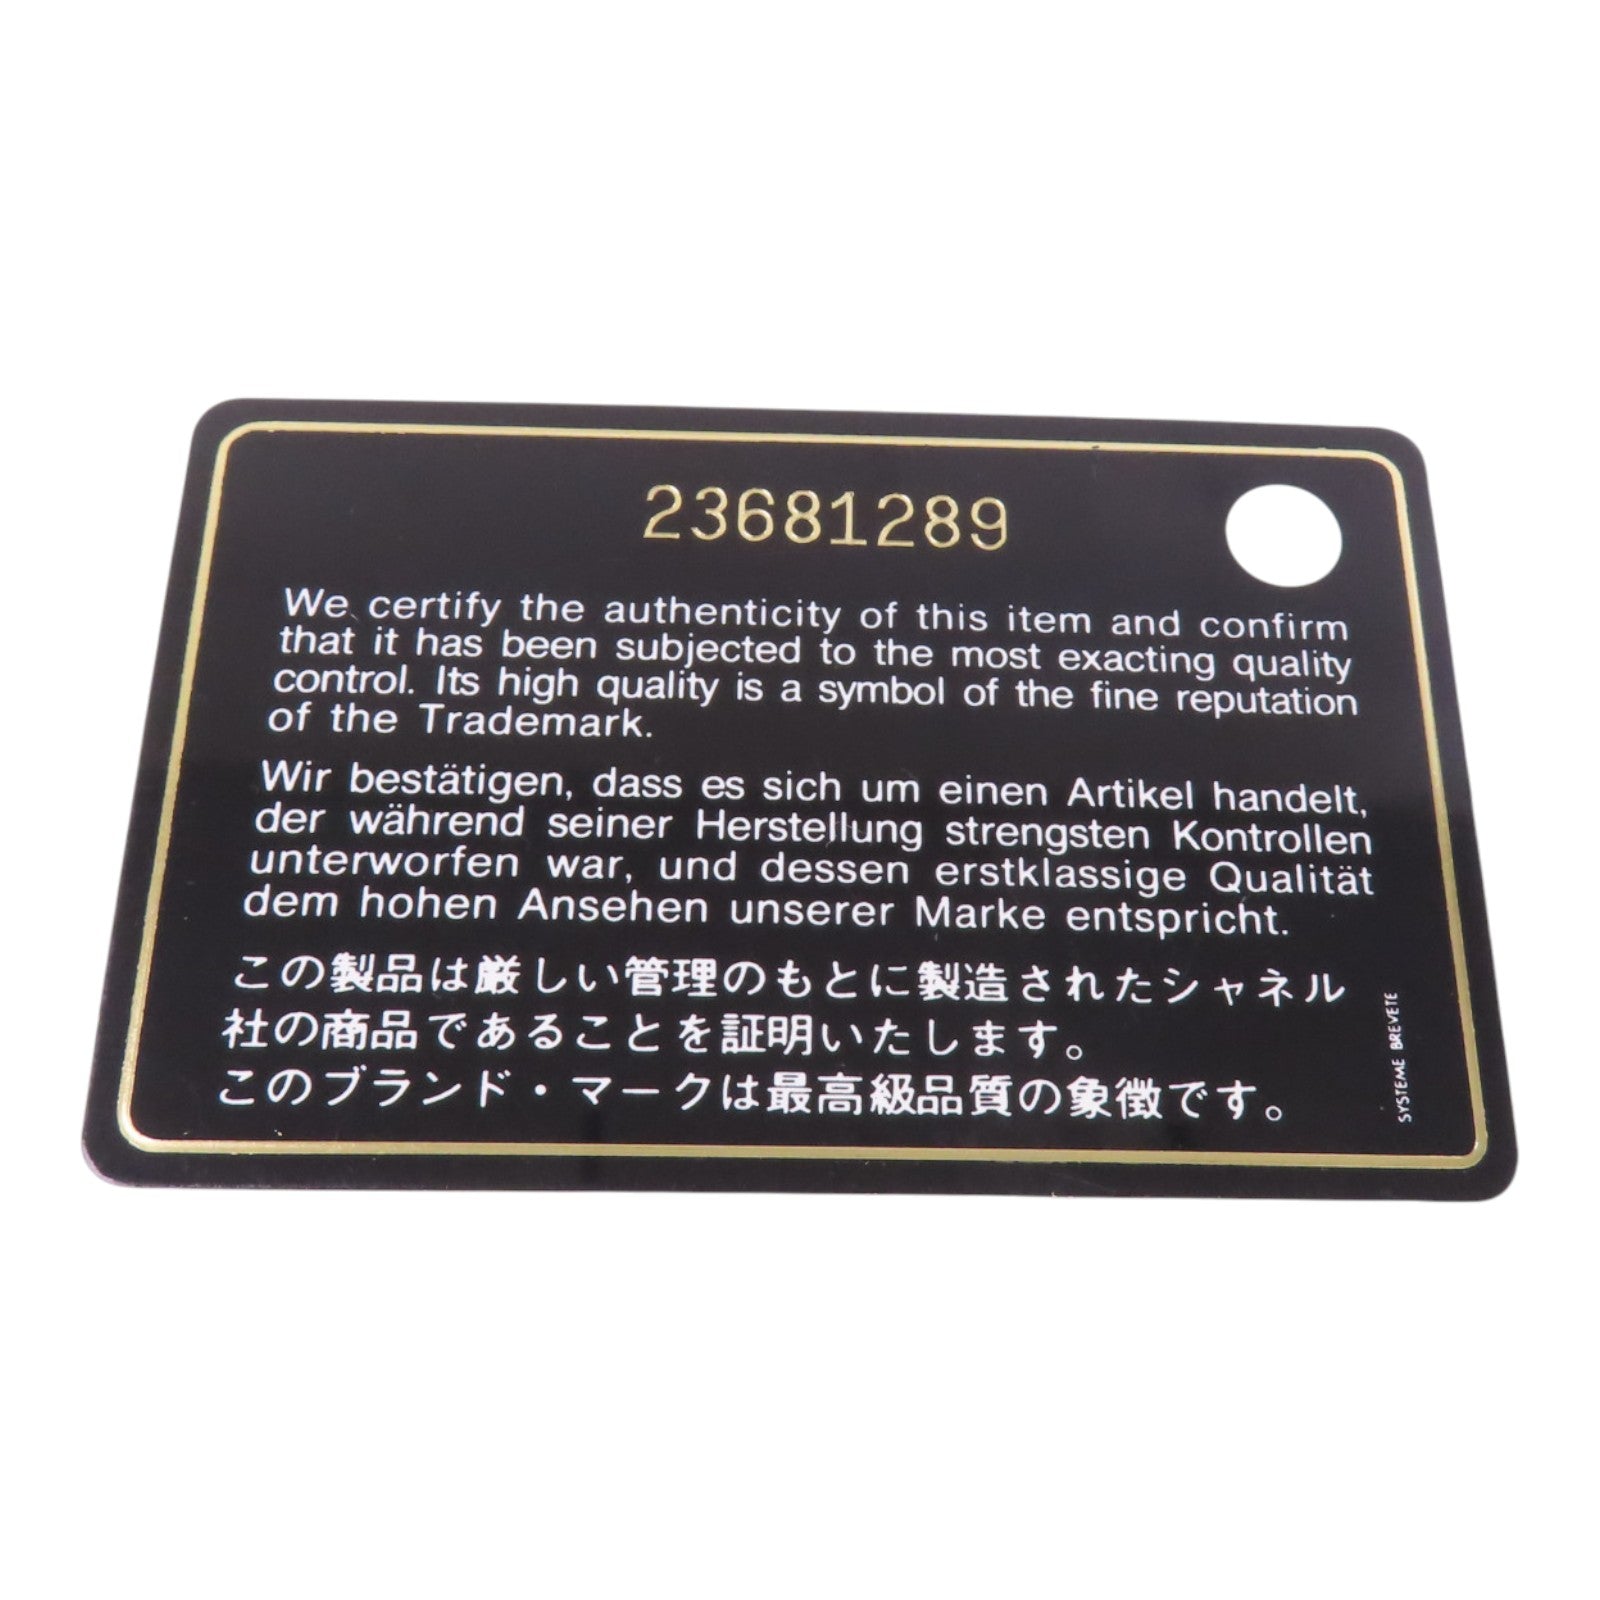 23681289
We certify the authenticity of this item and confirm
that it has been subjected to the most exacting quality
control. Its high quality is a symbol of the fine reputation
of the Trademark.
Wir bestätigen, dass es sich um einen Artikel handelt,
der während seiner Herstellung strengsten Kontrollen
unterworfen war, und dessen erstklassige Qualität
dem hohen Ansehen unserer Marke entspricht.
この製品は厳しい管理のもとに製造されたシャネル
社の商品であることを証明いたします。
このブランド・マークは最高級品質の象徴です。
SYSTEME BREVETE